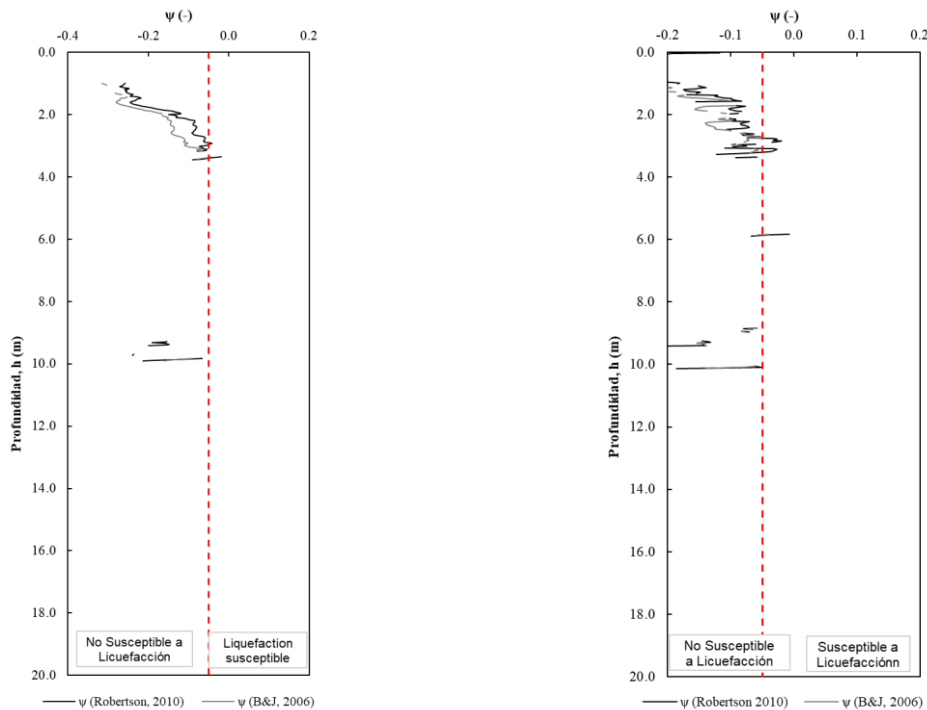 ψ (-)
-0.4 -0.2 0.0 0.2
0.0
2.0
4.0
6.0
8.0
10.0
12.0
14.0
16.0
18.0
20.0
Profundidad, h (m)
No Susceptible a
Licuefacción
Liquefaction
susceptible
ψ (Robertson, 2010) ψ (B&J, 2006)
ψ (-)
-0.2 -0.1 0.0 0.1 0.2
0.0
2.0
4.0
6.0
8.0
10.0
12.0
14.0
16.0
18.0
20.0
Profundidad, h (m)
No Susceptible
a Licuefacción
Susceptible a
Licuefacciónn
ψ (Robertson 2010) ψ (B&J, 2006)